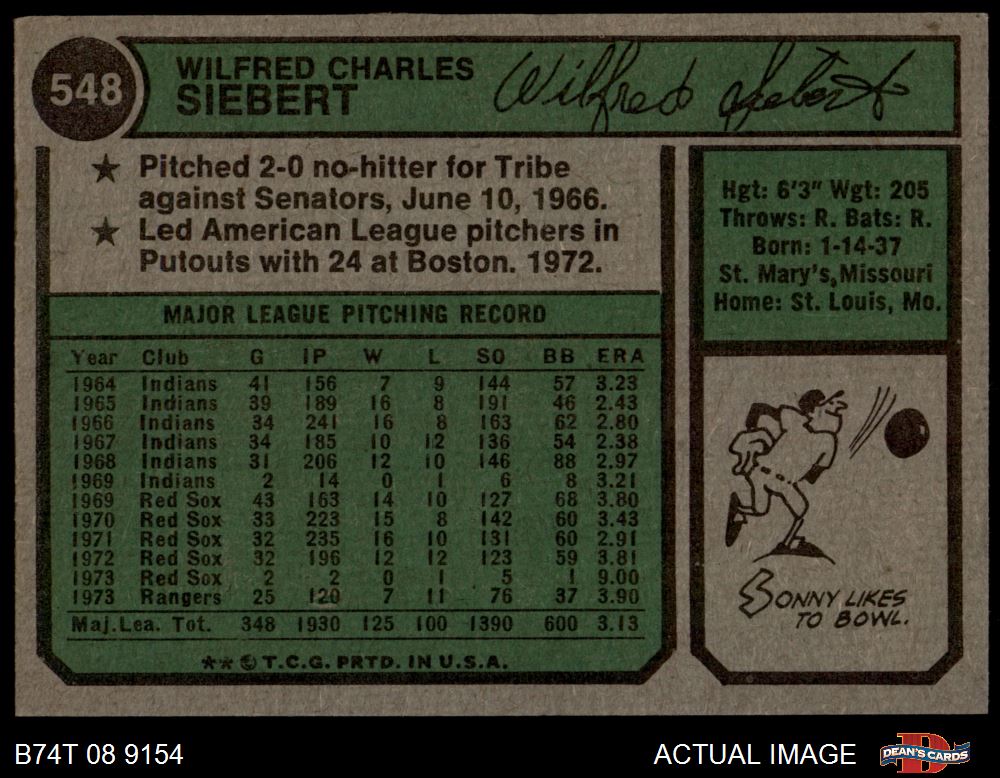 548
WILFRED CHARLES
SIEBERT
Wilfred Siebert
★ Pitched 2-0 no-hitter for Tribe
against Senators, June 10, 1966.
★ Led American League pitchers in
Putouts with 24 at Boston. 1972.
MAJOR LEAGUE PITCHING RECORD
Year Club G IP W L SO BB ERA
1964 Indians 41 156 7 9 144 57 3.23
1965 Indians 39 189 16 8 191 46 2.43
1966 Indians 34 241 16 8 163 62 2.80
1967 Indians 34 185 10 12 136 54 2.38
1968 Indians 31 206 12 10 146 88 2.97
1969 Indians 2 14 0 1 6 8 3.21
1969 Red Sox 43 163 14 10 127 68 3.80
1970 Red Sox 33 223 15 8 142 60 3.43
1971 Red Sox 32 235 16 10 131 60 2.91
1972 Red Sox 32 196 12 12 123 59 3.81
1973 Red Sox 2 2 0 1 5 1 9.00
1973 Rangers 25 120 7 11 76 37 3.90
Maj.Lea. Tot. 348 1930 125 100 1390 600 3.13
★★ © T.C.G. PRTD. IN U.S.A.
Hgt: 6'3" Wgt: 205
Throws: R. Bats: R.
Born: 1-14-37
St. Mary's, Missouri
Home: St. Louis, Mo.
SONNY LIKES
TO BOWL.
B74T 08 9154
ACTUAL IMAGE
DEAN'S CARDS